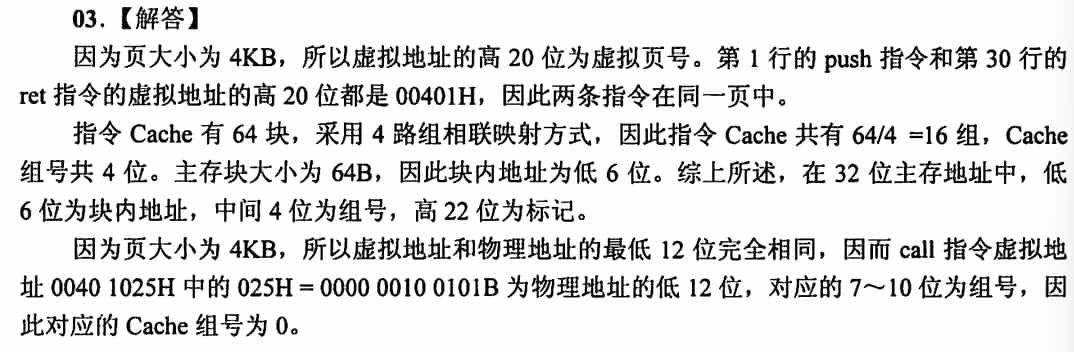 03.【解答】
因为页大小为 4KB，所以虚拟地址的高 20 位为虚拟页号。第 1 行的 push 指令和第 30 行的
ret 指令的虚拟地址的高 20 位都是 00401H，因此两条指令在同一页中。
指令 Cache 有 64 块，采用 4 路组相联映射方式，因此指令 Cache 共有 64/4 =16 组，Cache
组号共 4 位。主存块大小为 64B，因此块内地址为低 6 位。综上所述，在 32 位主存地址中，低
6 位为块内地址，中间 4 位为组号，高 22 位为标记。
因为页大小为 4KB，所以虚拟地址和物理地址的最低 12 位完全相同，因而 call 指令虚拟地
址 0040 1025H 中的 025H = 0000 0010 0101B 为物理地址的低 12 位，对应的 7～10 位为组号，因
此对应的 Cache 组号为 0。